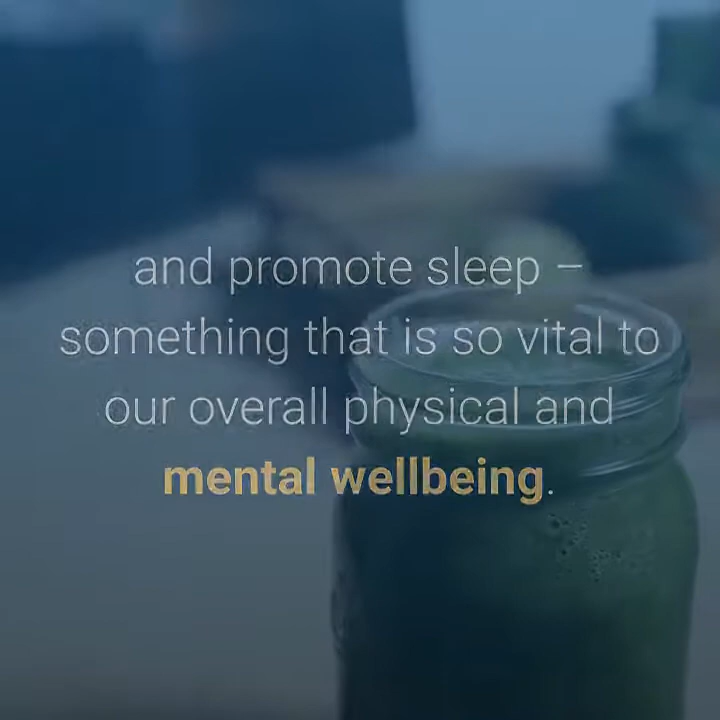 and promote sleep –
something that is so vital to
our overall physical and
mental wellbeing.